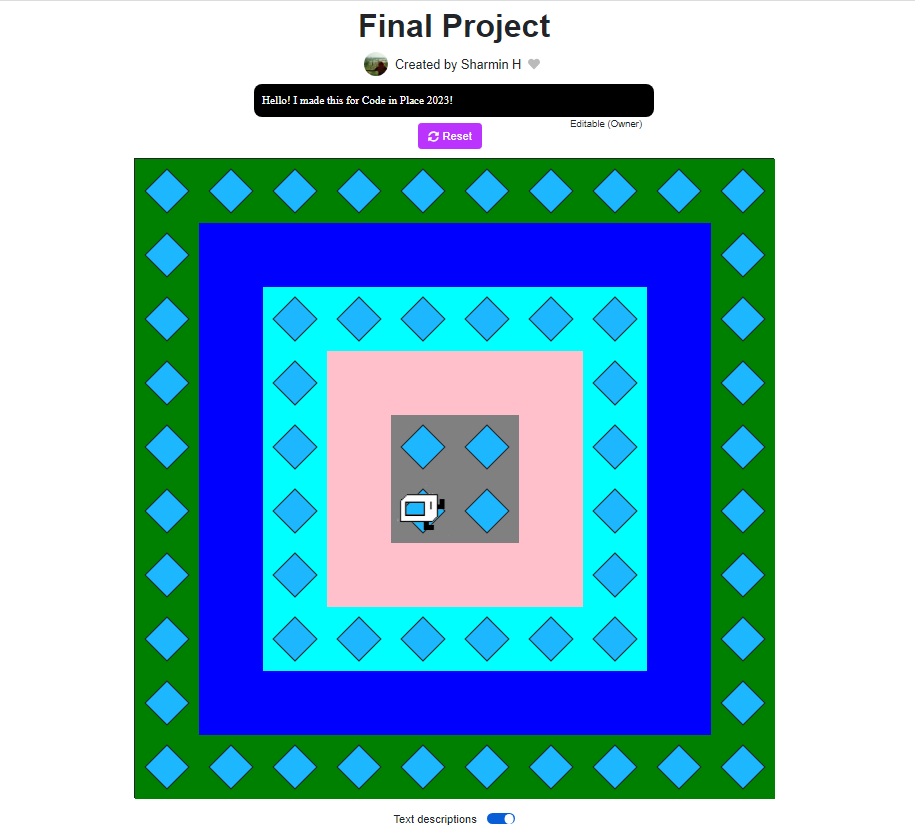 Final Project
Created by Sharmin H
Hello! I made this for Code in Place 2023!
Editable (Owner)
Reset
Text descriptions